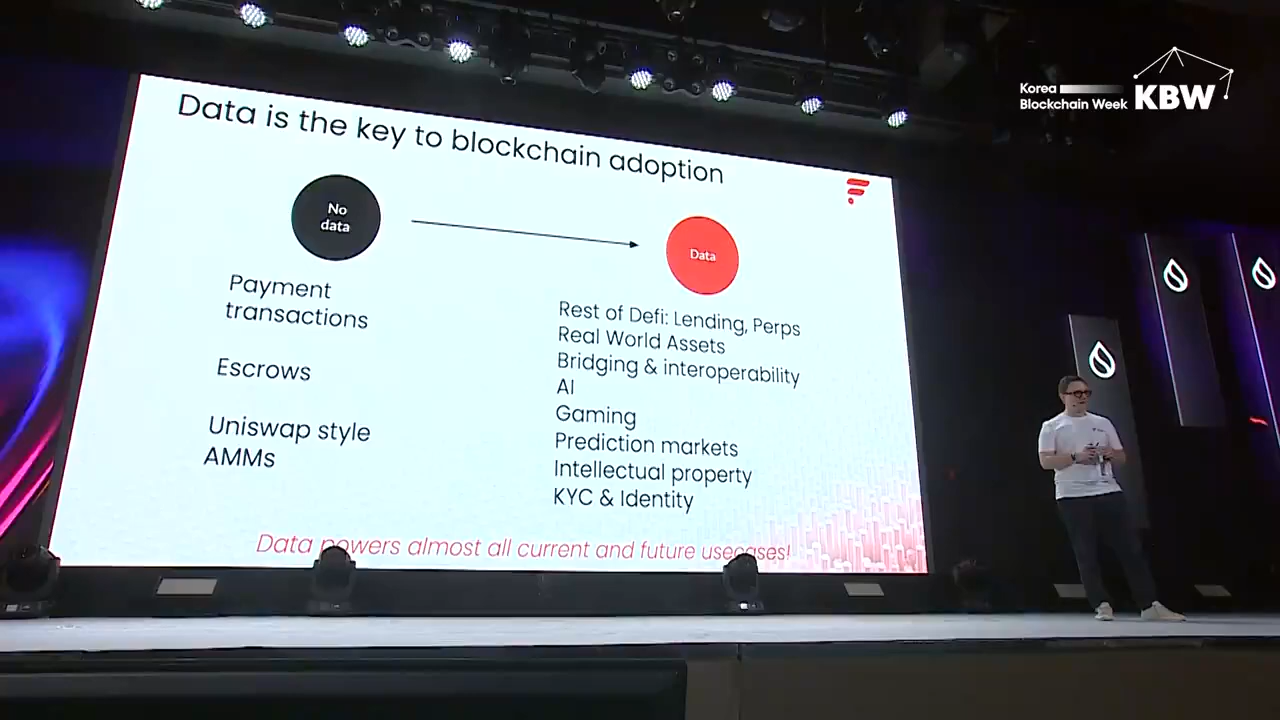 Korea
Blockchain Week
KBW
Data is the key to blockchain adoption
No
data
Data
Payment
transactions
Escrows
Uniswap style
AMMs
Rest of Defi: Lending, Perps
Real World Assets
Bridging & interoperability
AI
Gaming
Prediction markets
Intellectual property
KYC & Identity
Data powers almost all current and future usecases!